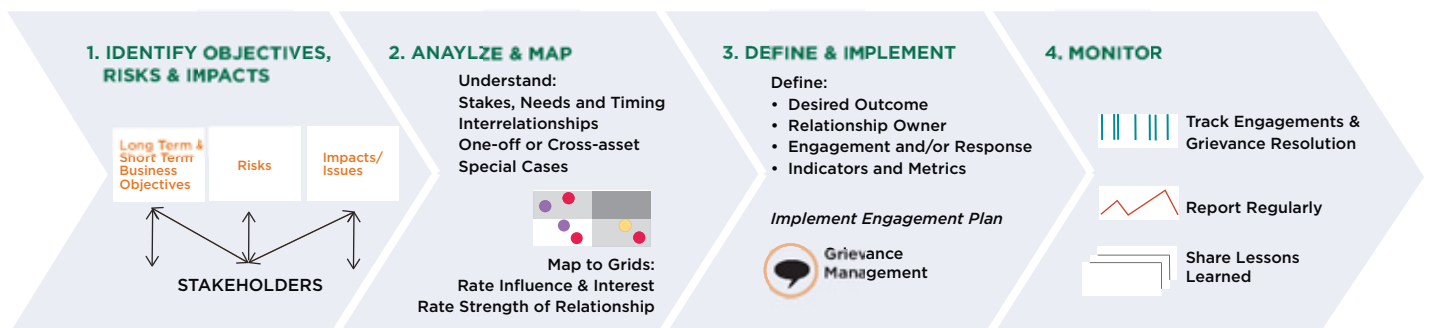 1. IDENTIFY OBJECTIVES,
RISKS & IMPACTS
Long Term &
Short Term
Business
Objectives
Risks
Impacts/
Issues
STAKEHOLDERS
2. ANAYLZE & MAP
Understand:
Stakes, Needs and Timing
Interrelationships
One-off or Cross-asset
Special Cases
Map to Grids:
Rate Influence & Interest
Rate Strength of Relationship
3. DEFINE & IMPLEMENT
Define:
• Desired Outcome
• Relationship Owner
• Engagement and/or Response
• Indicators and Metrics
Implement Engagement Plan
Grievance
Management
4. MONITOR
Track Engagements &
Grievance Resolution
Report Regularly
Share Lessons
Learned